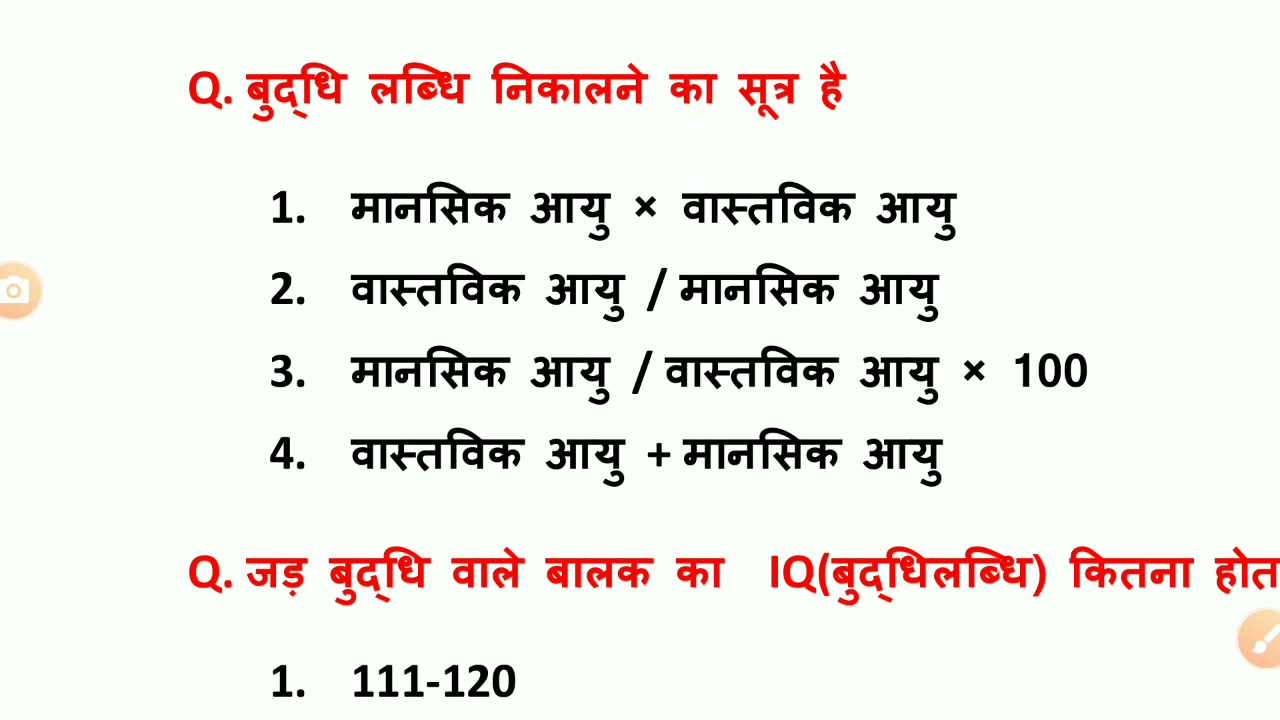 Q. बुद्धि लब्धि निकालने का सूत्र है
1. मानसिक आयु × वास्तविक आयु
2. वास्तविक आयु / मानसिक आयु
3. मानसिक आयु / वास्तविक आयु × 100
4. वास्तविक आयु + मानसिक आयु
Q. जड़ बुद्धि वाले बालक का IQ(बुद्धिलब्धि) कितना होत
1. 111-120